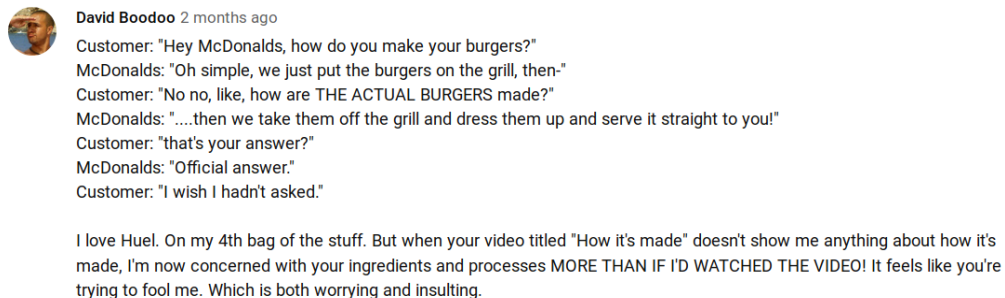 David Boodoo 2 months ago
Customer: "Hey McDonalds, how do you make your burgers?"
McDonalds: "Oh simple, we just put the burgers on the grill, then-"
Customer: "No no, like, how are THE ACTUAL BURGERS made?"
McDonalds: "....then we take them off the grill and dress them up and serve it straight to you!"
Customer: "that's your answer?"
McDonalds: "Official answer."
Customer: "I wish I hadn't asked."
I love Huel. On my 4th bag of the stuff. But when your video titled "How it's made" doesn't show me anything about how it's
made, I'm now concerned with your ingredients and processes MORE THAN IF I'D WATCHED THE VIDEO! It feels like you're
trying to fool me. Which is both worrying and insulting.